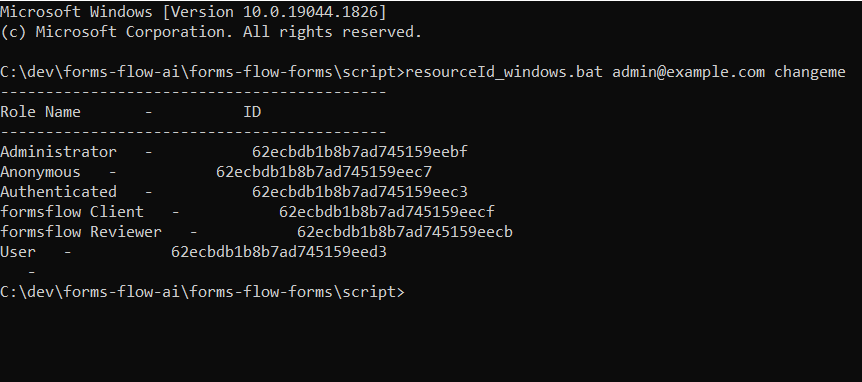 Microsoft Windows [Version 10.0.19044.1826]
(c) Microsoft Corporation. All rights reserved.
C:\dev\forms-flow-ai\forms-flow-forms\script>resourceId_windows.bat admin@example.com changeme
-------------------------------------------
Role Name       -          ID
-------------------------------------------
Administrator   -           62ecbdb1b8b7ad745159eebf
Anonymous   -           62ecbdb1b8b7ad745159eec7
Authenticated   -           62ecbdb1b8b7ad745159eec3
formsflow Client   -           62ecbdb1b8b7ad745159eecf
formsflow Reviewer   -           62ecbdb1b8b7ad745159eecb
User   -           62ecbdb1b8b7ad745159eed3
   -
C:\dev\forms-flow-ai\forms-flow-forms\script>